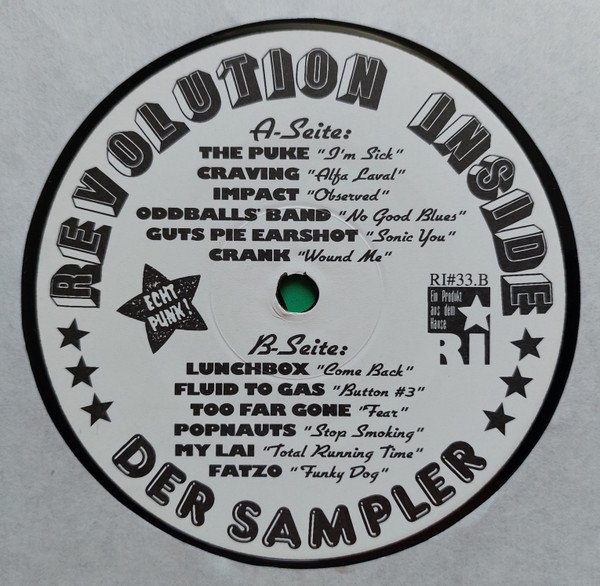 REVOLUTION INSIDE
A-Seite:
THE PUKE "I'm Sick"
CRAVING "Alfa Laval"
IMPACT "Observed"
ODDBALLS' BAND "No Good Blues"
GUTS PIE EARSHOT "Sonic You"
CRANK "Wound Me"
ECHT
PUNK!
RI#33.B
Ein Produkt
aus dem
Hause
RI
B-Seite:
LUNCHBOX "Come Back"
FLUID TO GAS "Button #3"
TOO FAR GONE "Fear"
POPNAUTS "Stop Smoking"
MY LAI "Total Running Time"
FATZO "Funky Dog"
DER SAMPLER